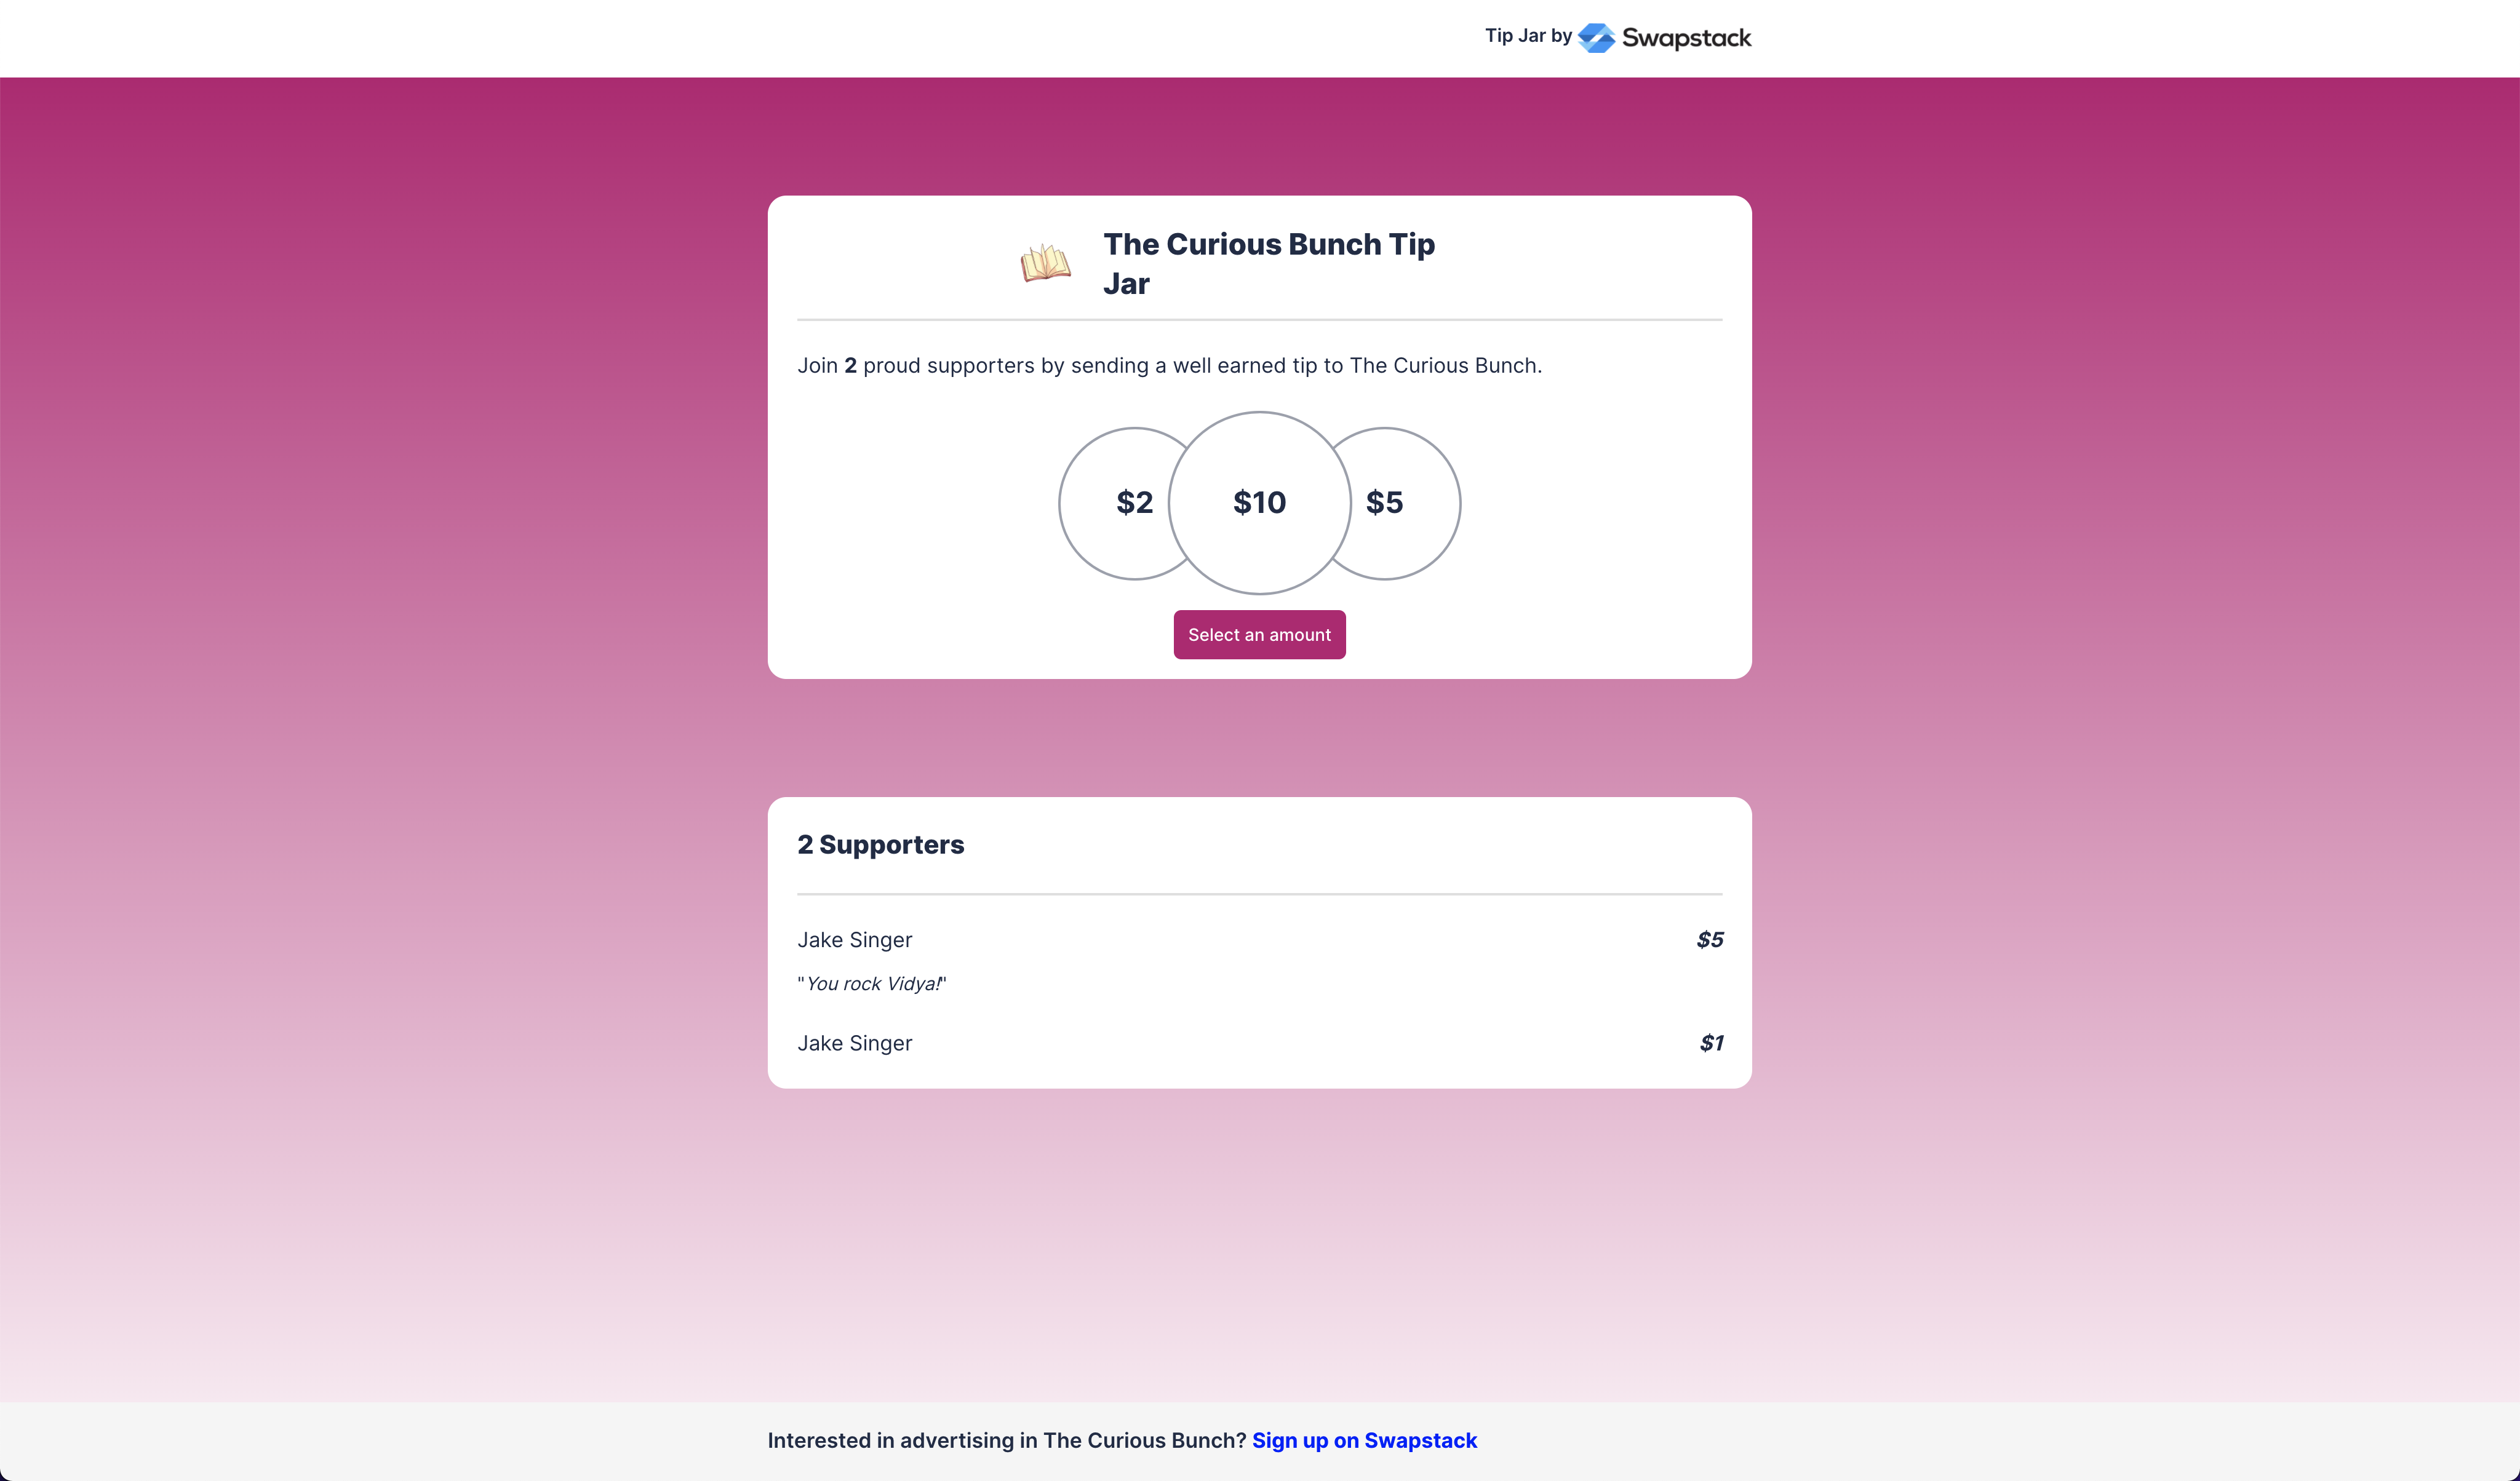 Tip Jar by Swapstack
The Curious Bunch Tip
Jar
Join 2 proud supporters by sending a well earned tip to The Curious Bunch.
$2 $10 $5
Select an amount
2 Supporters
Jake Singer $5
"You rock Vidya!"
Jake Singer $1
Interested in advertising in The Curious Bunch? Sign up on Swapstack